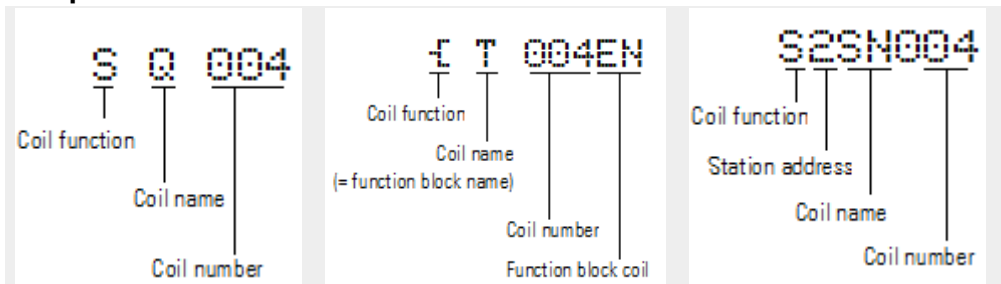 S Q 004
Coil function
Coil name
Coil number
₤ T 004EN
Coil function
Coil name
(= function block name)
Coil number
Function block coil
S2SN004
Coil function
Station address
Coil name
Coil number